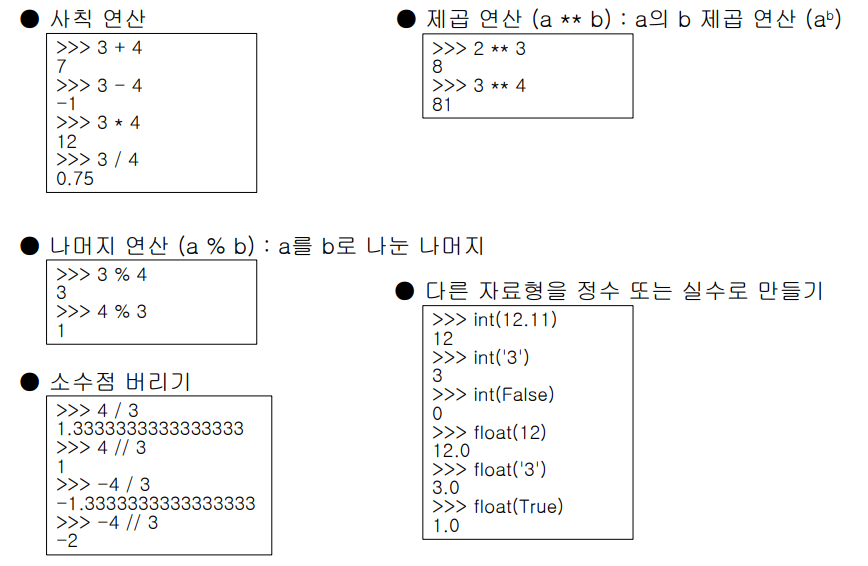 ● 사칙 연산
>>> 3 + 4
7
>>> 3 - 4
-1
>>> 3 * 4
12
>>> 3 / 4
0.75
● 제곱 연산 (a ** b) : a의 b 제곱 연산 (aᵇ)
>>> 2 ** 3
8
>>> 3 ** 4
81
● 나머지 연산 (a % b) : a를 b로 나눈 나머지
>>> 3 % 4
3
>>> 4 % 3
1
● 소수점 버리기
>>> 4 / 3
1.3333333333333333
>>> 4 // 3
1
>>> -4 / 3
-1.3333333333333333
>>> -4 // 3
-2
● 다른 자료형을 정수 또는 실수로 만들기
>>> int(12.11)
12
>>> int('3')
3
>>> int(False)
0
>>> float(12)
12.0
>>> float('3')
3.0
>>> float(True)
1.0